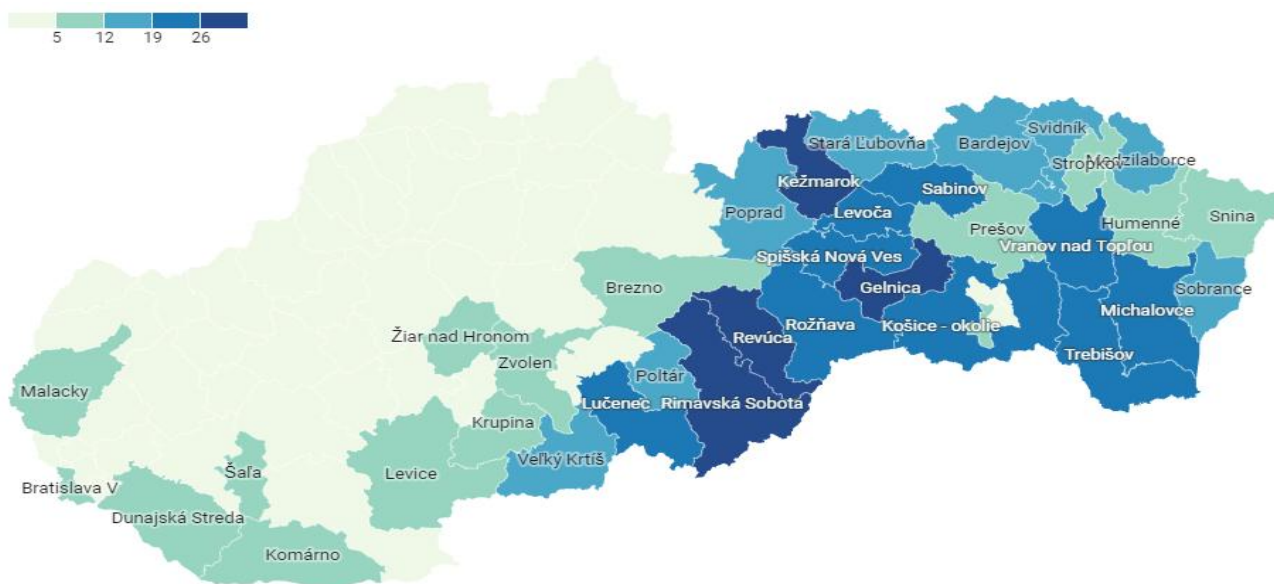 5 12 19 26
Svidník
Stará Ľubovňa
Bardejov
Stropkov
Medzilaborce
Kežmarok
Sabinov
Poprad
Levoča
Snina
Humenné
Prešov
Vranov nad Topľou
Spišská Nová Ves
Brezno
Gelnica
Sobrance
Michalovce
Rožňava
Košice - okolie
Žiar nad Hronom
Revúca
Zvolen
Trebišov
Poltár
Malacky
Lučenec
Rimavská Sobota
Krupina
Veľký Krtíš
Šaľa
Levice
Bratislava V
Dunajská Streda
Komárno